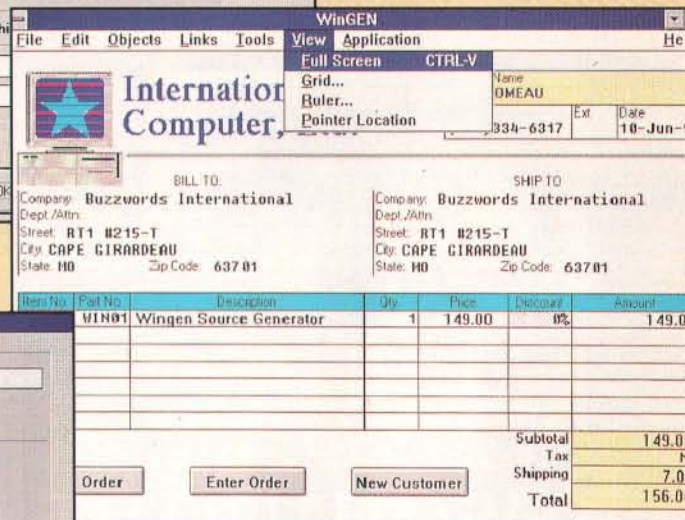 WinGEN
File Edit Objects Links Tools View Application He
Full Screen CTRL-V
Grid...
Ruler...
Pointer Location
Internation
Computer,
Name
OMEAU
Ext Date
334-6317 10-Jun-
BILL TO: SHIP TO
Company: Buzzwords International Company: Buzzwords International
Dept./Attn: Dept./Attn:
Street: RT1 #215-T Street: RT1 #215-T
City: CAPE GIRARDEAU City: CAPE GIRARDEAU
State: MO Zip Code: 63701 State: MO Zip Code: 63701
Item No. Part No. Description Qty Price Discount Amount
WIN01 Wingen Source Generator 1 149.00 0% 149.0
Subtotal 149.0
Tax
Shipping 7.0
Total 156.0
Order Enter Order New Customer